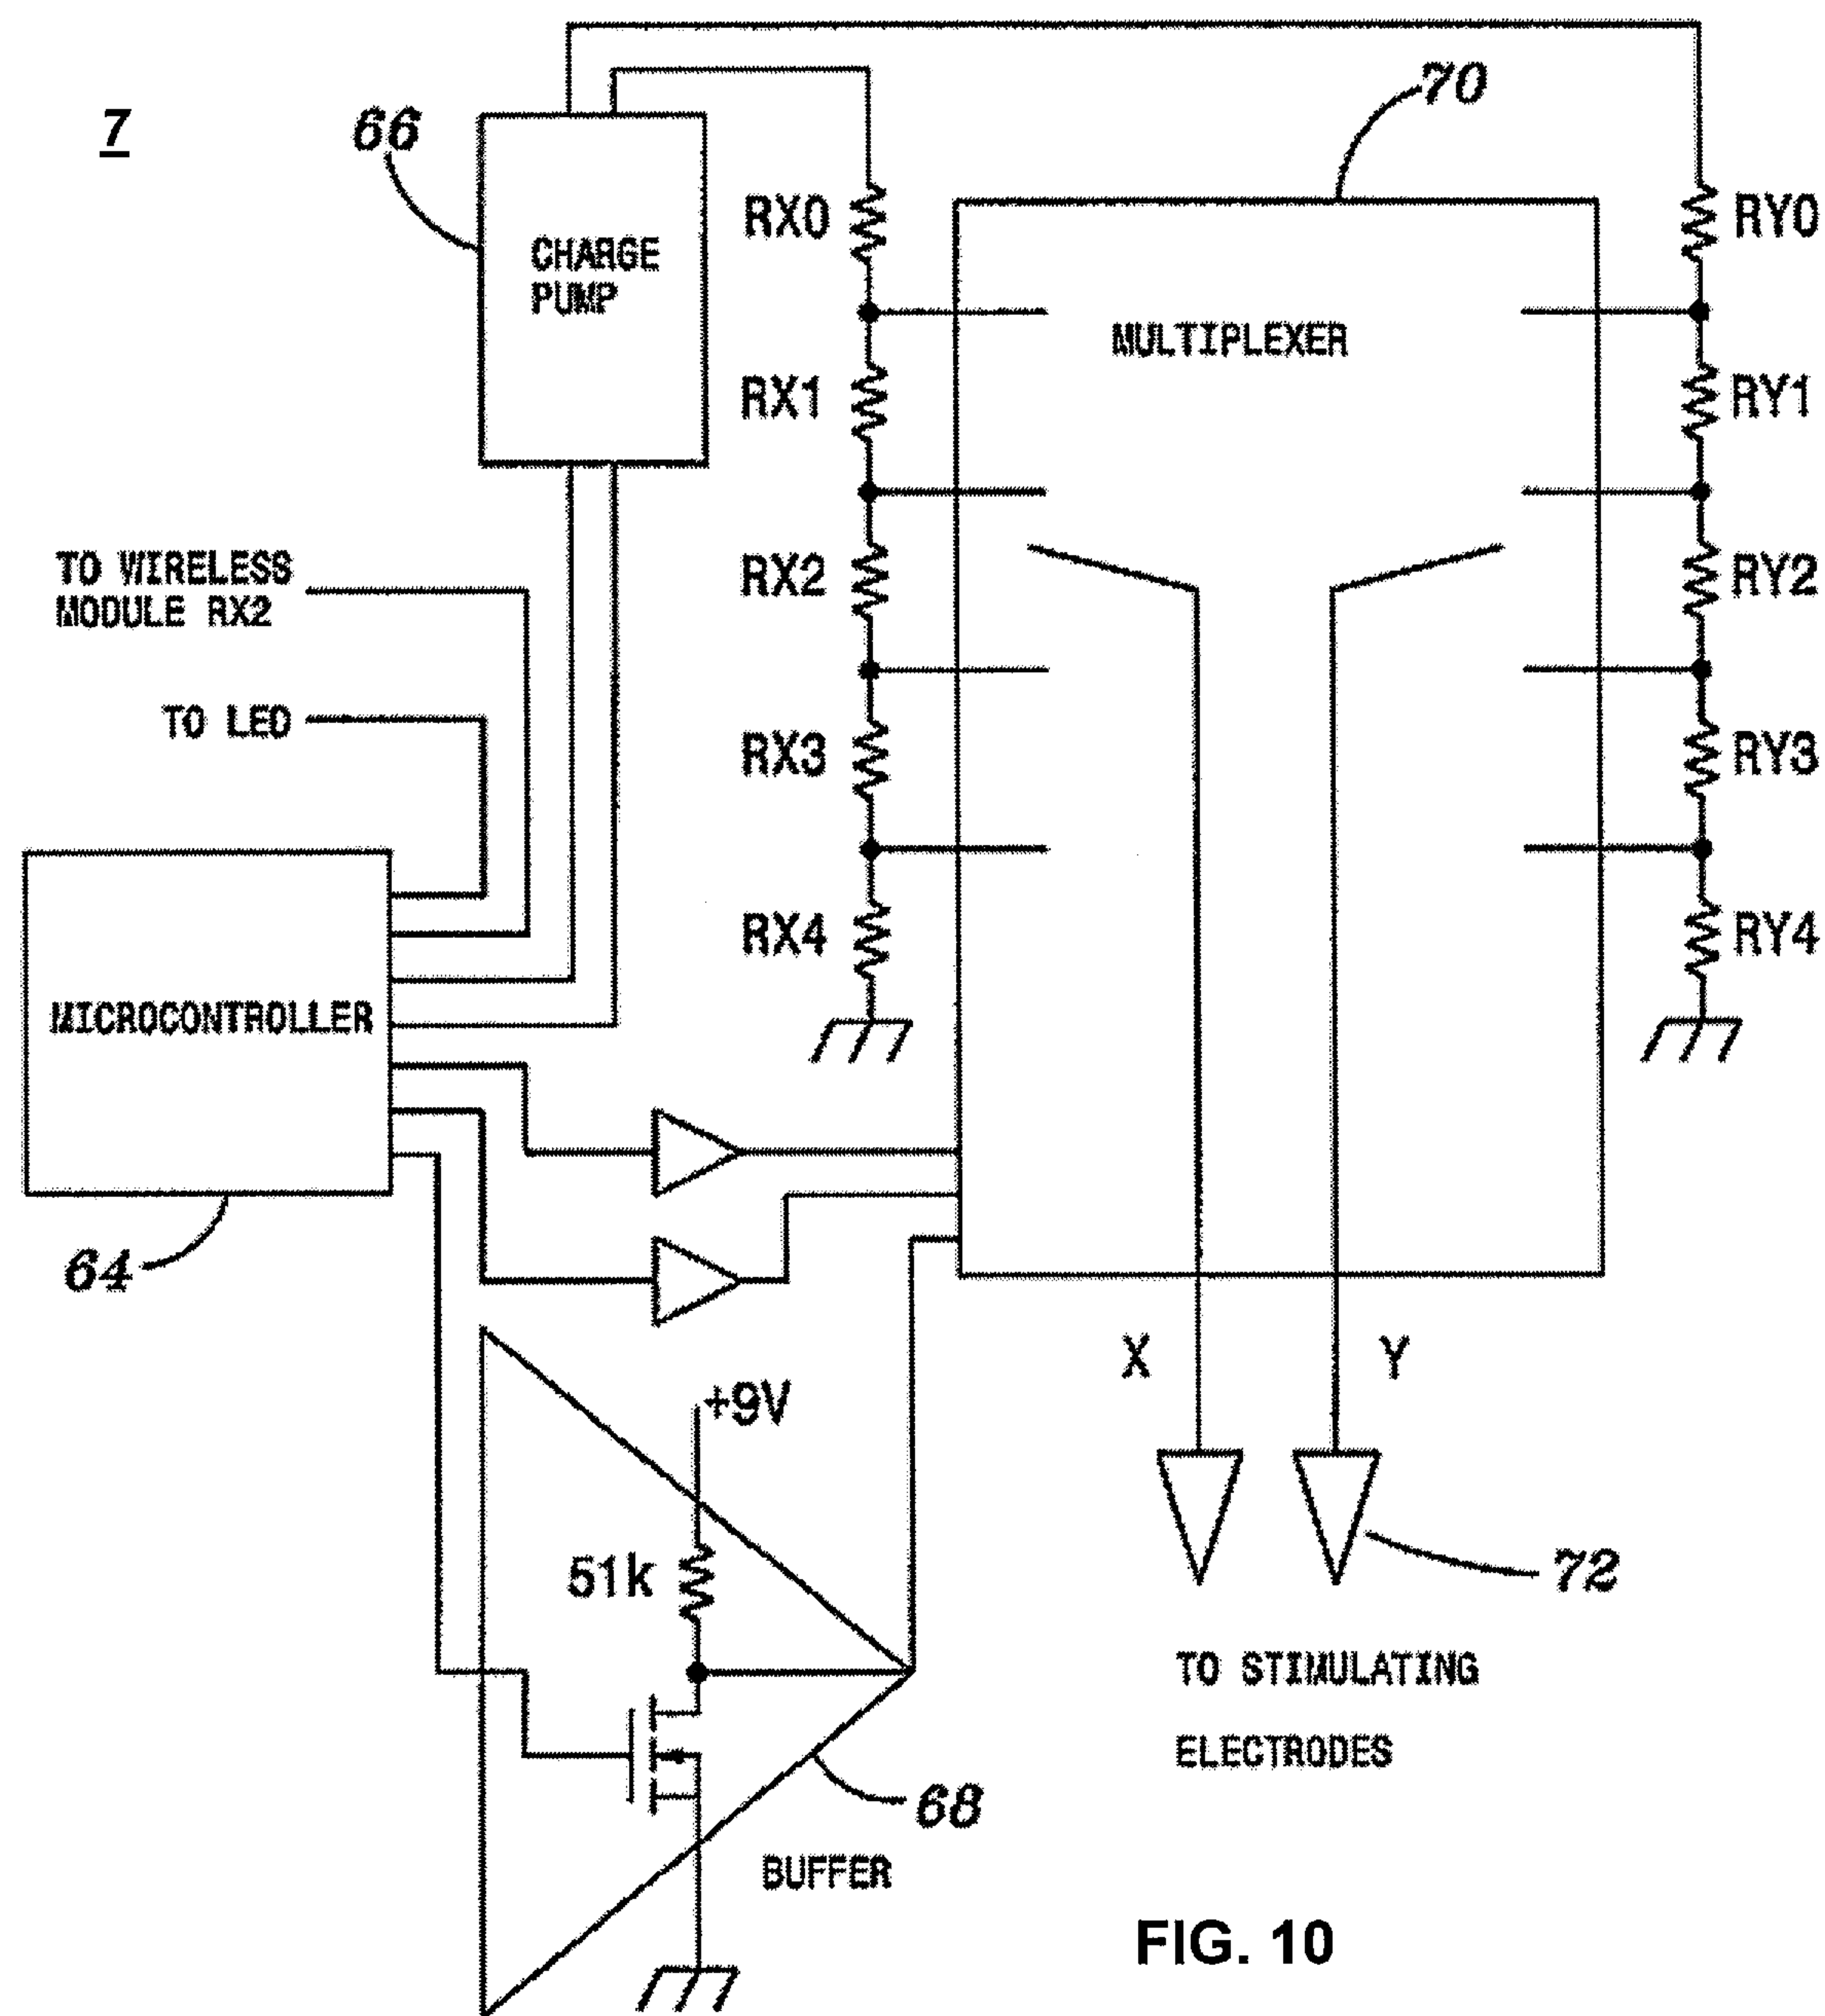 7
66
70
CHARGE
PUMP
MULTIPLEXER
RX0
RX1
RX2
RX3
RX4
RY0
RY1
RY2
RY3
RY4
TO WIRELESS
MODULE RX2
TO LED
MICROCONTROLLER
64
X
Y
+9V
51k
72
TO STIMULATING
ELECTRODES
68
BUFFER
FIG. 10